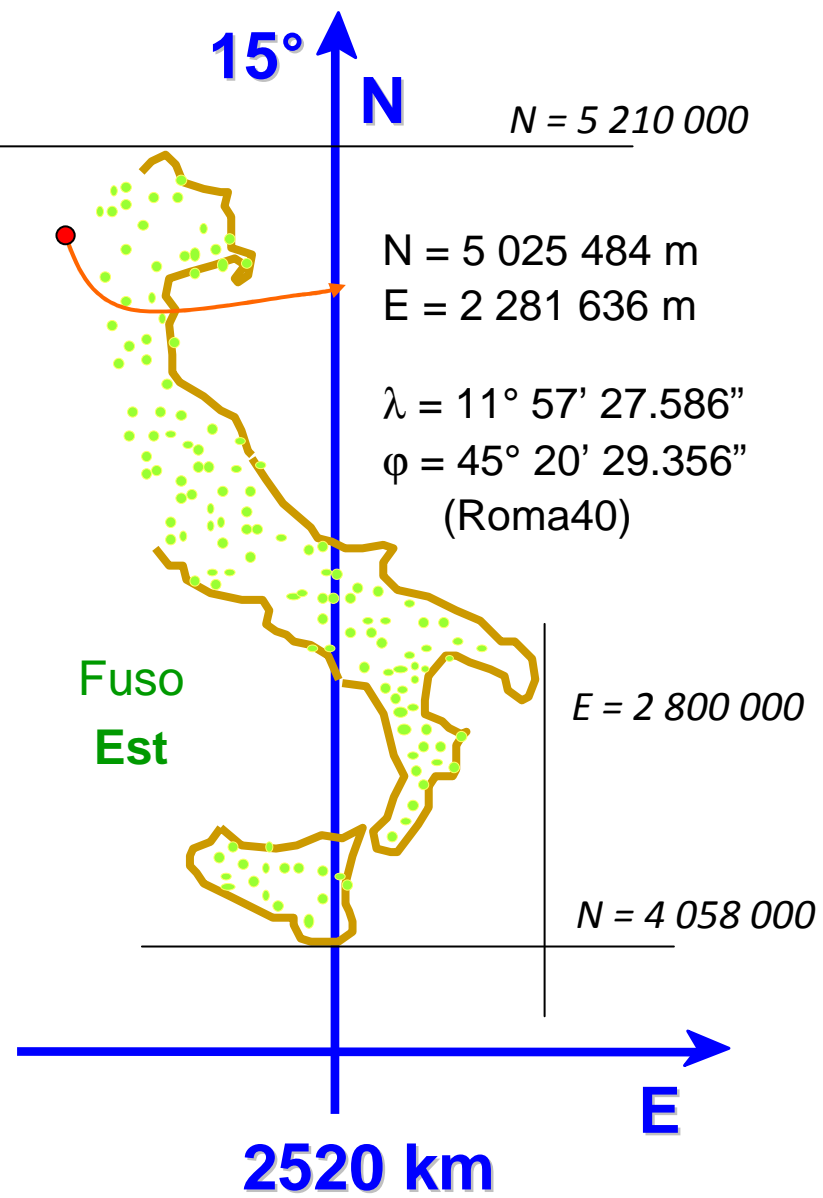 15°
N
N = 5 210 000
N = 5 025 484 m
E = 2 281 636 m
λ = 11° 57’ 27.586”
φ = 45° 20’ 29.356”
(Roma40)
Fuso
Est
E = 2 800 000
N = 4 058 000
E
2520 km